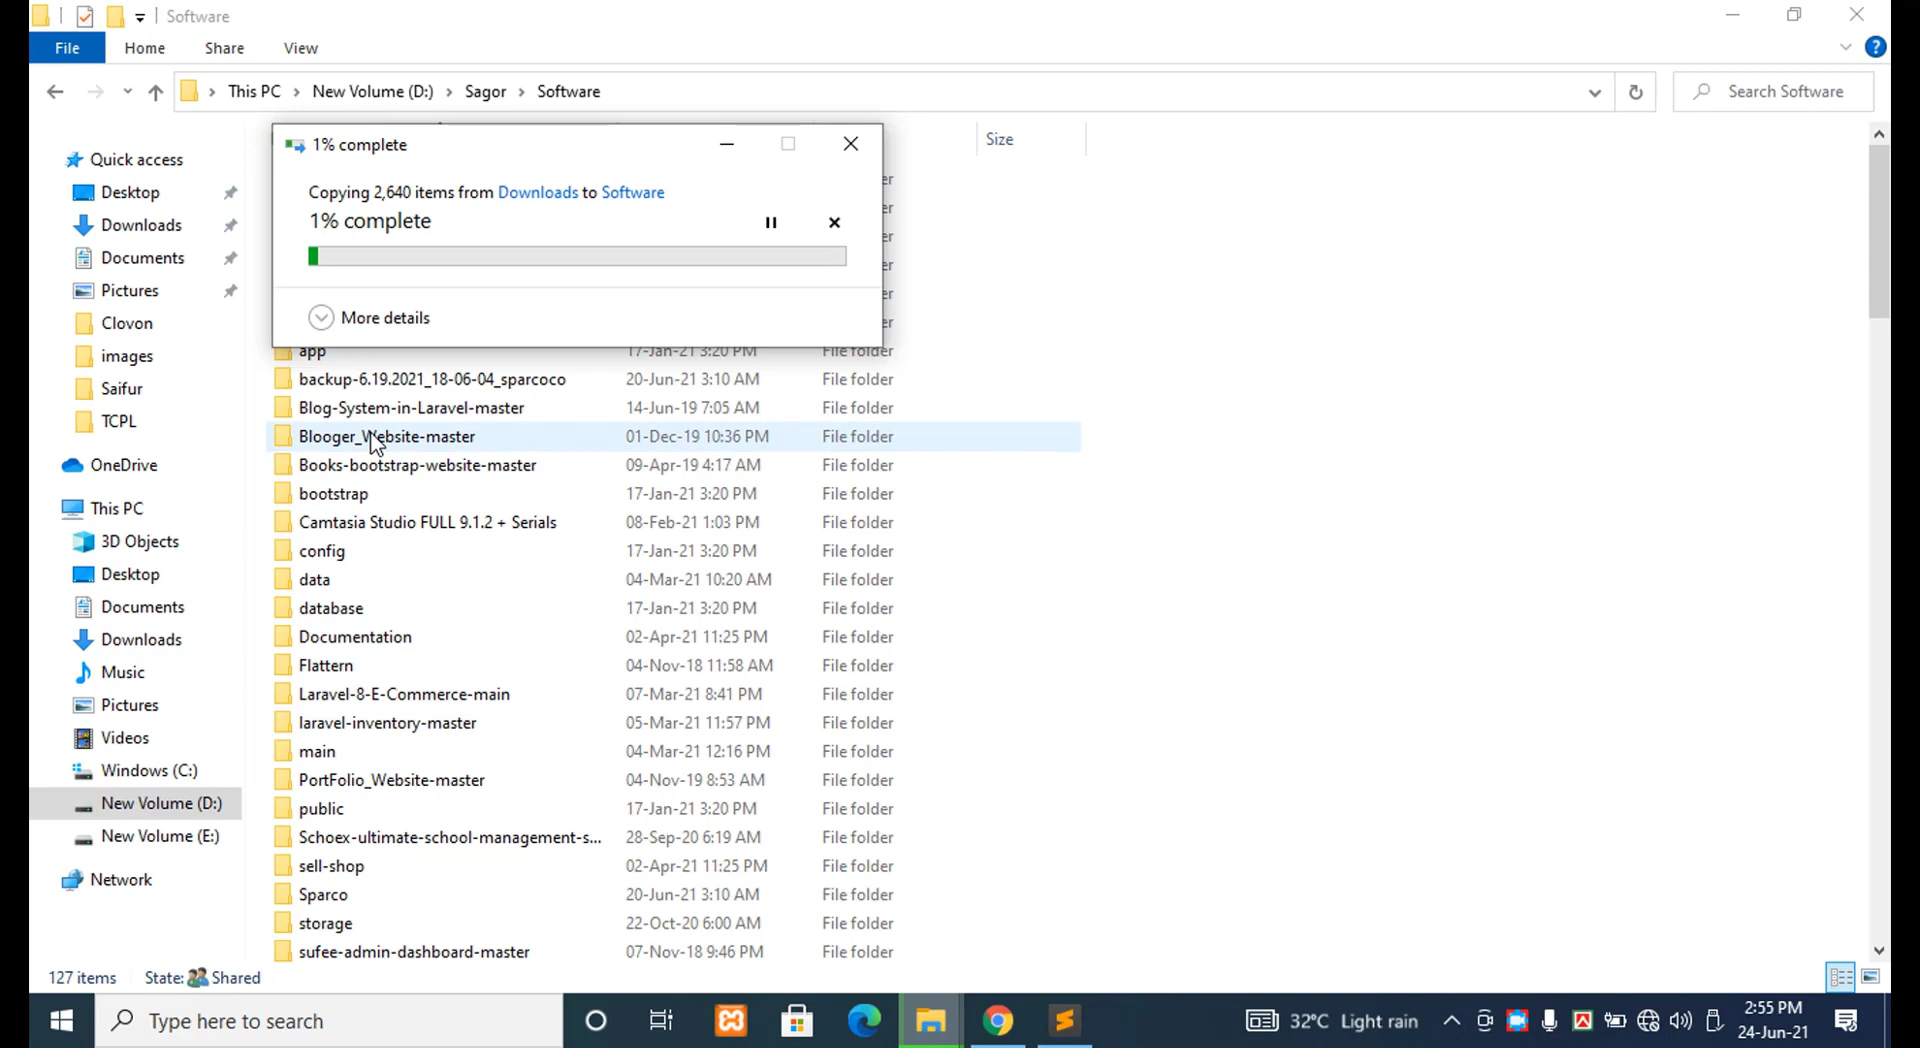 Software
File Home Share View
This PC > New Volume (D:) > Sagor > Software
Search Software
1% complete
Copying 2,640 items from Downloads to Software
1% complete
More details
Size
er
er
er
er
er
er
Quick access
Desktop
Downloads
Documents
Pictures
Clovon
images
Saifur
TCPL
OneDrive
This PC
3D Objects
Desktop
Documents
Downloads
Music
Pictures
Videos
Windows (C:)
New Volume (D:)
New Volume (E:)
Network
app 17-Jan-21 3:20 PM File folder
backup-6.19.2021_18-06-04_sparcoco 20-Jun-21 3:10 AM File folder
Blog-System-in-Laravel-master 14-Jun-19 7:05 AM File folder
Blooger_Website-master 01-Dec-19 10:36 PM File folder
Books-bootstrap-website-master 09-Apr-19 4:17 AM File folder
bootstrap 17-Jan-21 3:20 PM File folder
Camtasia Studio FULL 9.1.2 + Serials 08-Feb-21 1:03 PM File folder
config 17-Jan-21 3:20 PM File folder
data 04-Mar-21 10:20 AM File folder
database 17-Jan-21 3:20 PM File folder
Documentation 02-Apr-21 11:25 PM File folder
Flattern 04-Nov-18 11:58 AM File folder
Laravel-8-E-Commerce-main 07-Mar-21 8:41 PM File folder
laravel-inventory-master 05-Mar-21 11:57 PM File folder
main 04-Mar-21 12:16 PM File folder
PortFolio_Website-master 04-Nov-19 8:53 AM File folder
public 17-Jan-21 3:20 PM File folder
Schoex-ultimate-school-management-s... 28-Sep-20 6:19 AM File folder
sell-shop 02-Apr-21 11:25 PM File folder
Sparco 20-Jun-21 3:10 AM File folder
storage 22-Oct-20 6:00 AM File folder
sufee-admin-dashboard-master 07-Nov-18 9:46 PM File folder
127 items State: Shared
Type here to search
32°C Light rain
2:55 PM
24-Jun-21